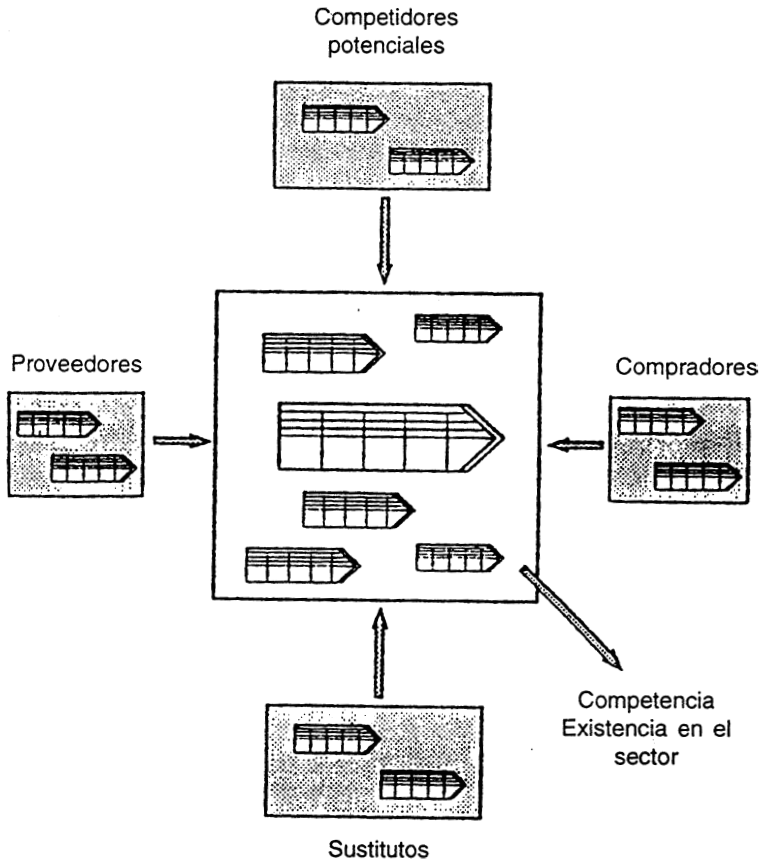 Competidores
potenciales
Proveedores
Compradores
Competencia
Existencia en el
sector
Sustitutos